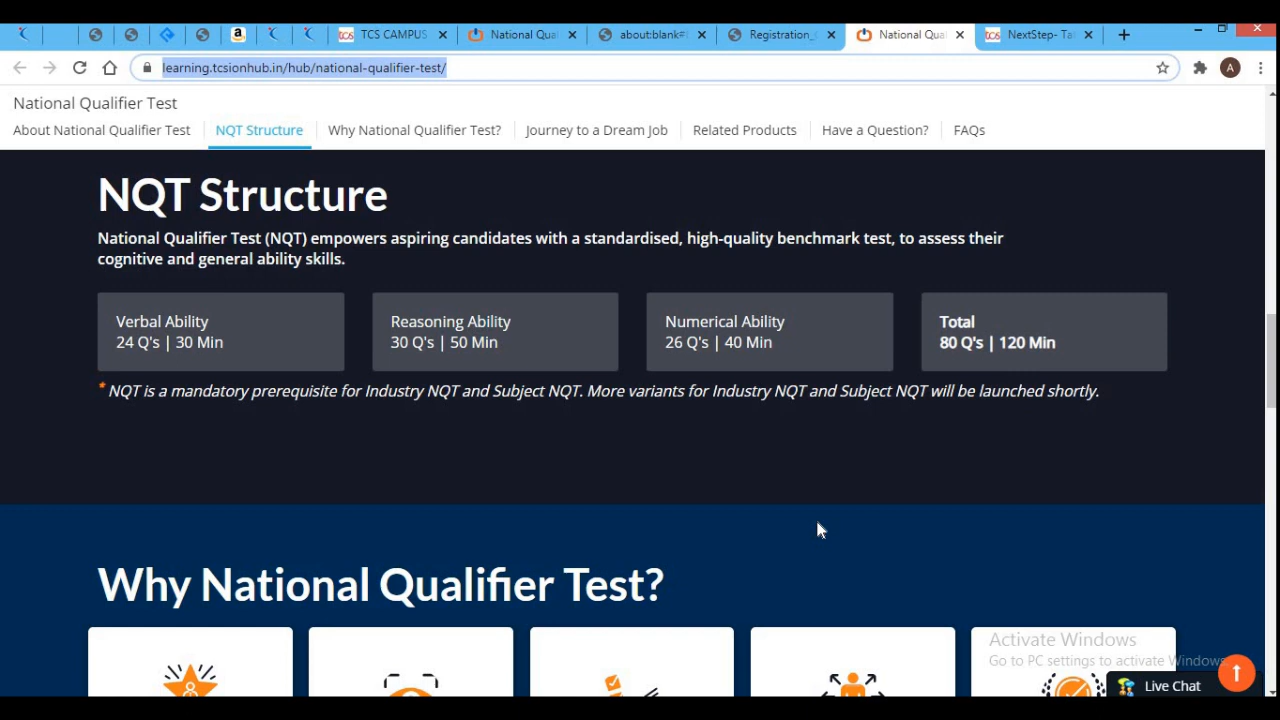 TCS CAMPUS
National Qua
about:blank#
Registration_
National Qua
NextStep- Ta
learning.tcsionhub.in/hub/national-qualifier-test/
A
National Qualifier Test
About National Qualifier Test
NQT Structure
Why National Qualifier Test?
Journey to a Dream Job
Related Products
Have a Question?
FAQs
NQT Structure
National Qualifier Test (NQT) empowers aspiring candidates with a standardised, high-quality benchmark test, to assess their
cognitive and general ability skills.
Verbal Ability
24 Q's | 30 Min
Reasoning Ability
30 Q's | 50 Min
Numerical Ability
26 Q's | 40 Min
Total
80 Q's | 120 Min
* NQT is a mandatory prerequisite for Industry NQT and Subject NQT. More variants for Industry NQT and Subject NQT will be launched shortly.
Why National Qualifier Test?
Activate Windows
Go to PC settings to activate Windows.
Live Chat